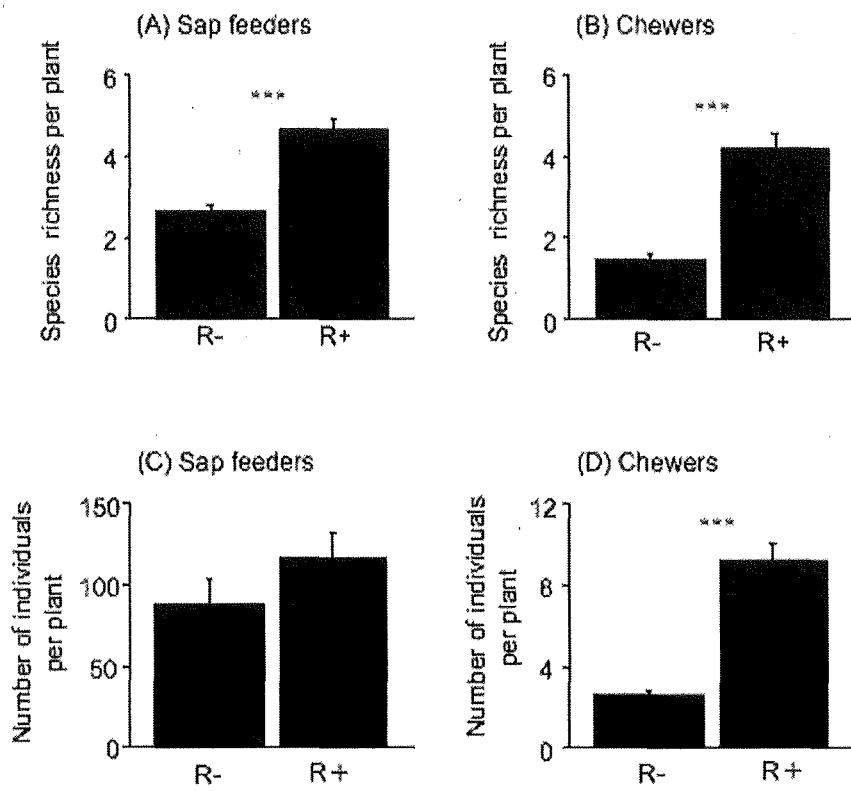 (A) Sap feeders
Species richness per plant
6
4
2
0
***
R-
R+
(B) Chewers
Species richness per plant
6
4
2
0
***
R-
R+
(C) Sap feeders
Number of individuals
per plant
150
100
50
0
R-
R+
(D) Chewers
Number of individuals
per plant
12
8
4
0
***
R-
R+